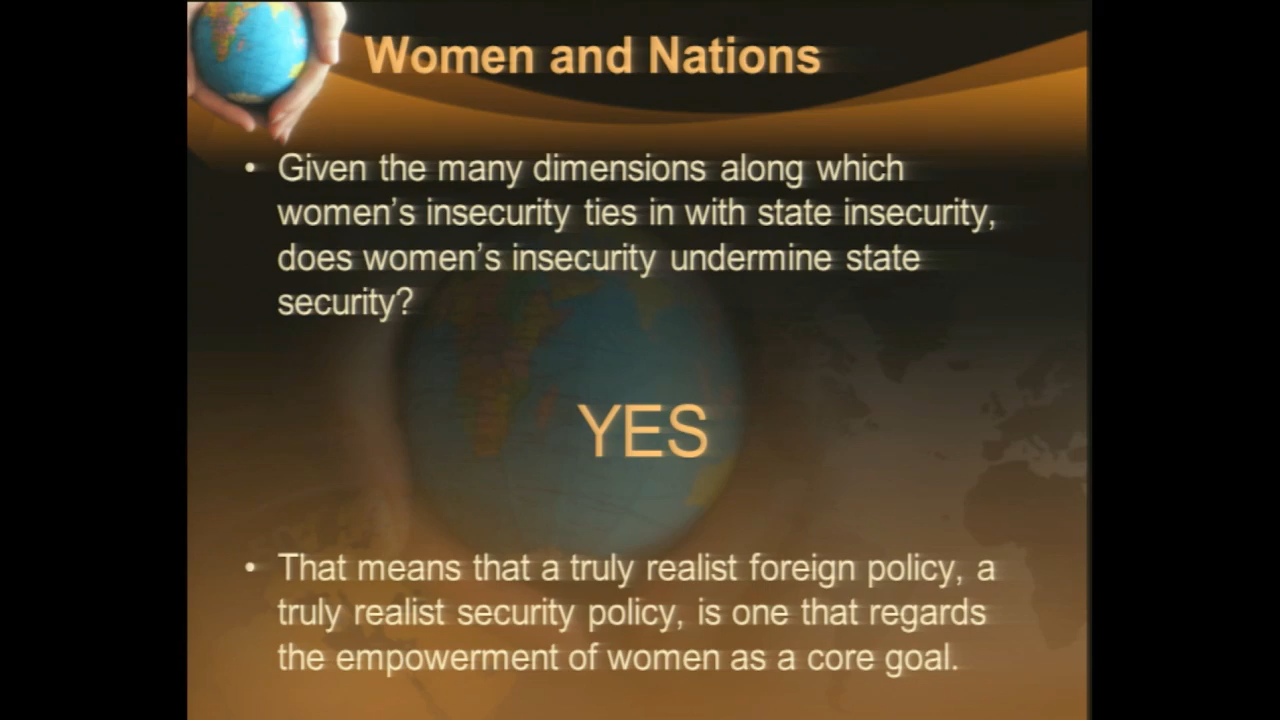 Women and Nations
• Given the many dimensions along which
women's insecurity ties in with state insecurity,
does women's insecurity undermine state
security?
YES
• That means that a truly realist foreign policy, a
truly realist security policy, is one that regards
the empowerment of women as a core goal.